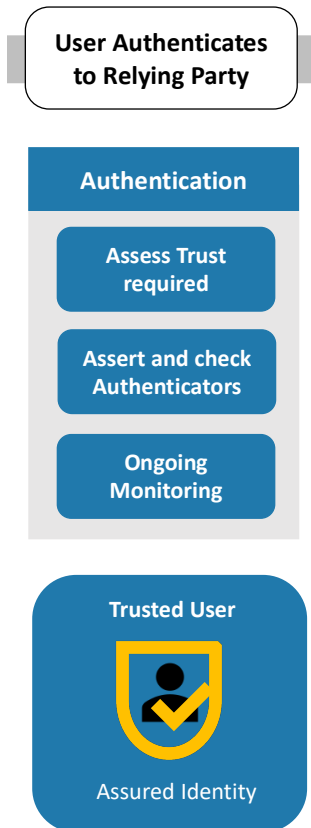 User Authenticates
to Relying Party
Authentication
Assess Trust
required
Assert and check
Authenticators
Ongoing
Monitoring
Trusted User
Assured Identity